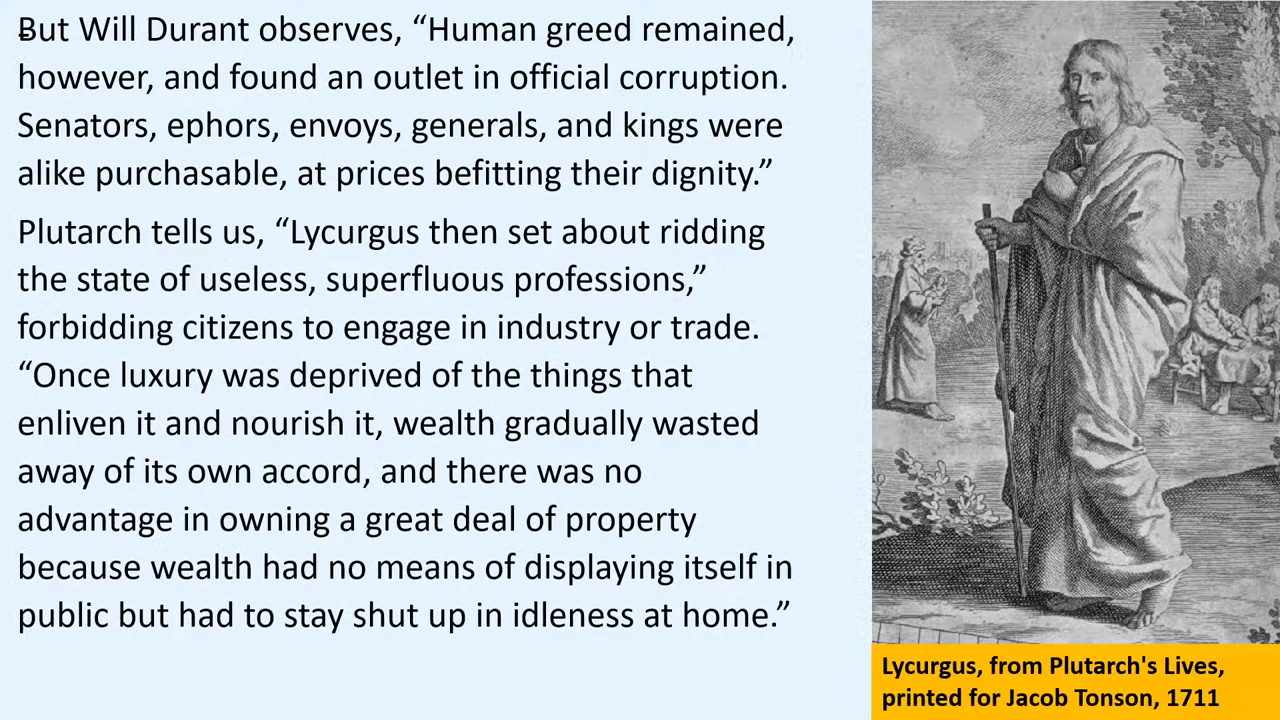 But Will Durant observes, “Human greed remained,
however, and found an outlet in official corruption.
Senators, ephors, envoys, generals, and kings were
alike purchasable, at prices befitting their dignity.”
Plutarch tells us, “Lycurgus then set about ridding
the state of useless, superfluous professions,”
forbidding citizens to engage in industry or trade.
“Once luxury was deprived of the things that
enliven it and nourish it, wealth gradually wasted
away of its own accord, and there was no
advantage in owning a great deal of property
because wealth had no means of displaying itself in
public but had to stay shut up in idleness at home.”
Lycurgus, from Plutarch's Lives,
printed for Jacob Tonson, 1711